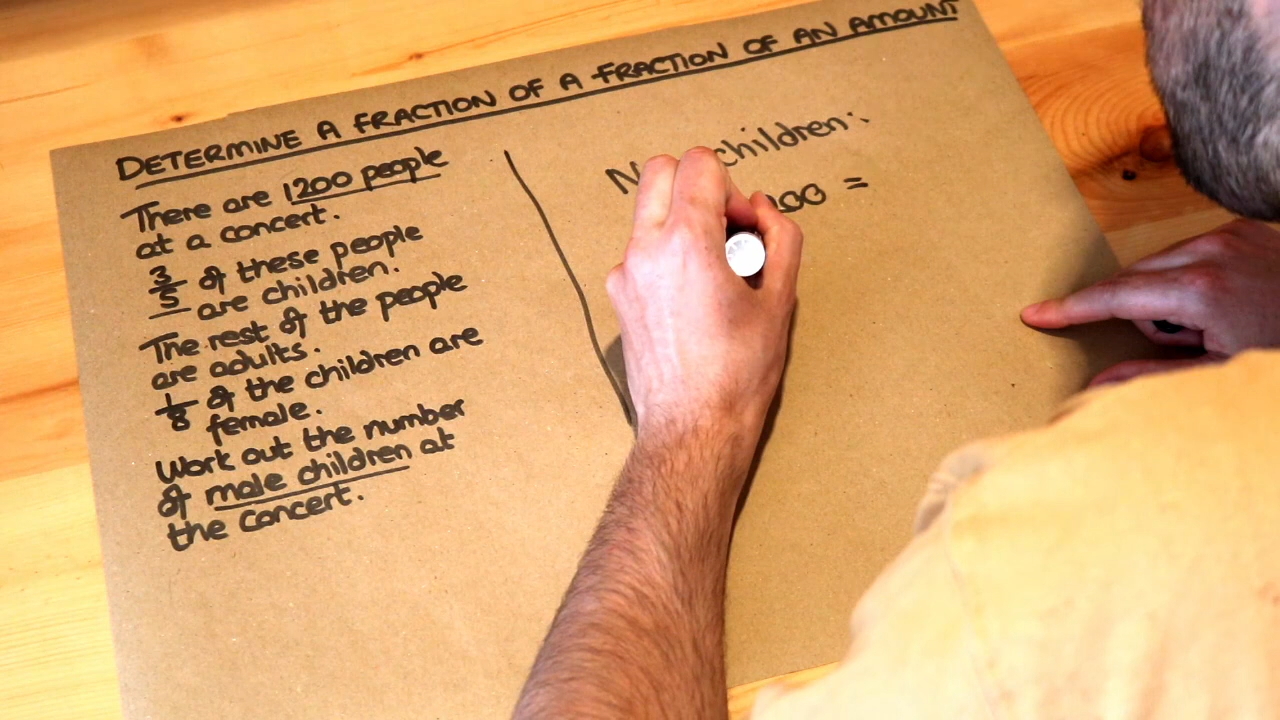 DETERMINE A FRACTION OF A FRACTION OF AN AMOUNT
There are 1200 people
at a concert.
3/5 of these people
are children.
The rest of the people
are adults.
1/8 of the children are
female.
Work out the number
of male children at
the concert.
children:
=